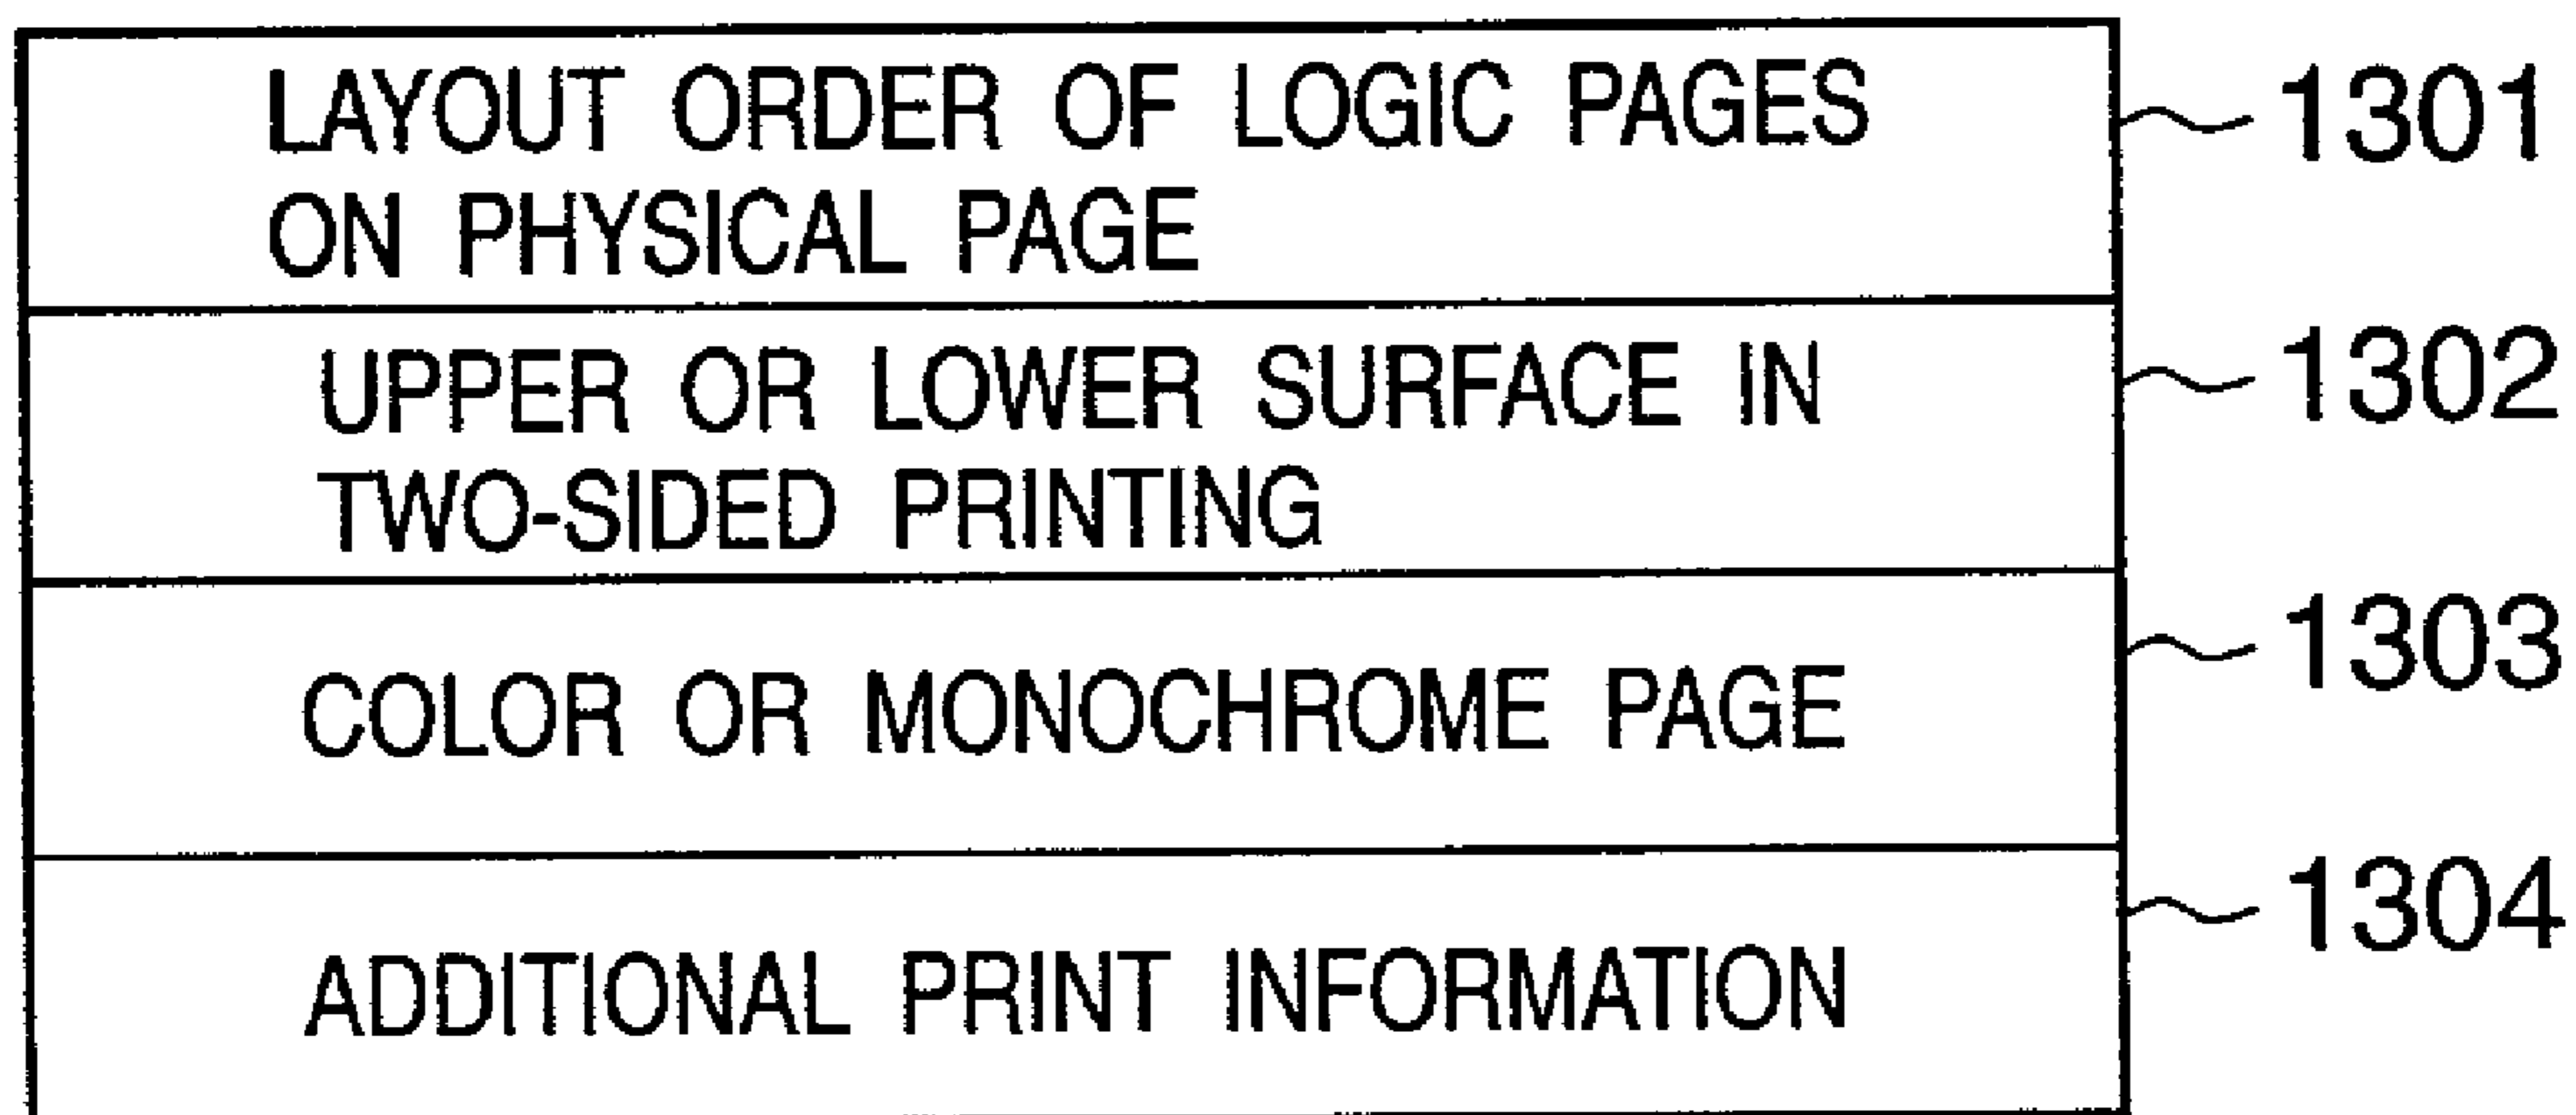 LAYOUT ORDER OF LOGIC PAGES 1301
ON PHYSICAL PAGE
UPPER OR LOWER SURFACE IN 1302
TWO-SIDED PRINTING
COLOR OR MONOCHROME PAGE 1303
ADDITIONAL PRINT INFORMATION 1304